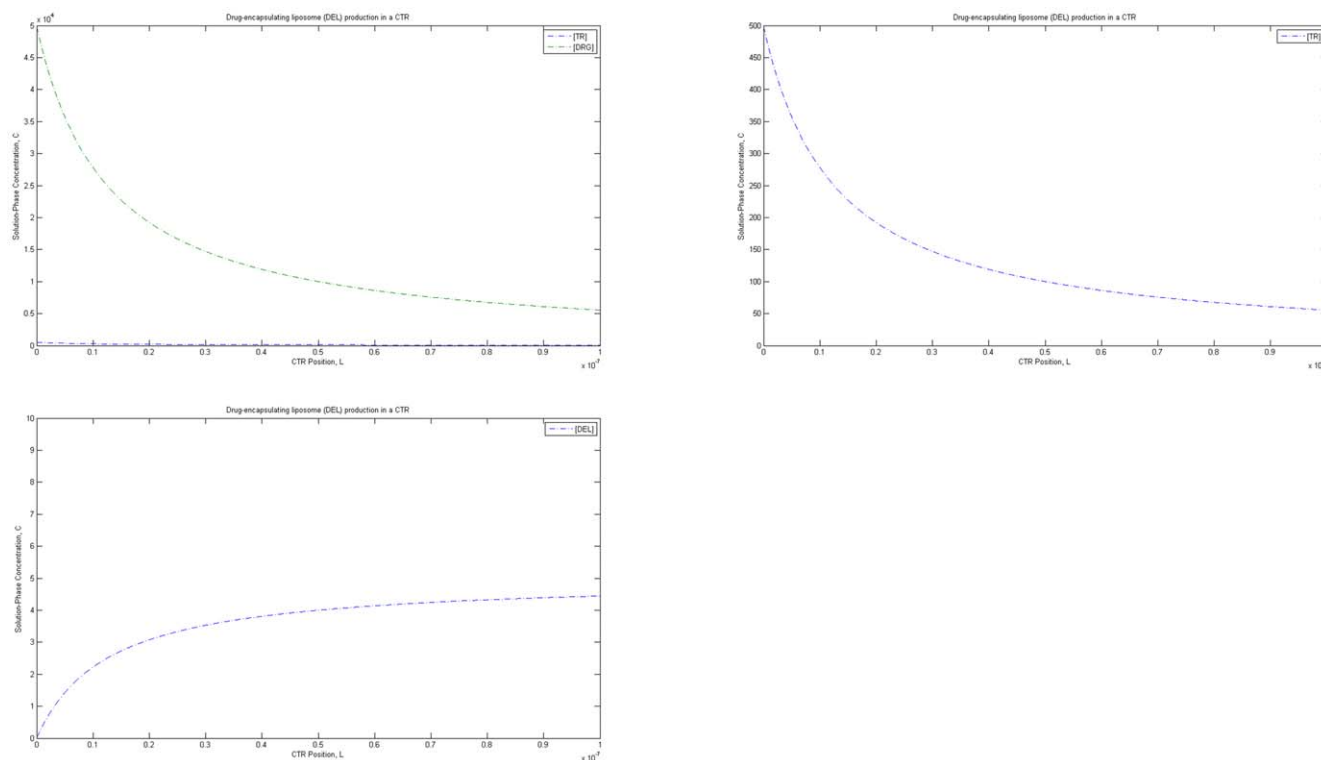 Drug-encapsulating liposome (DEL) production in a CTR
x 10^4
[TR]
[DRG]
5
4.5
4
3.5
3
2.5
2
1.5
1
0.5
0
Solution-Phase Concentration, C
0 0.1 0.2 0.3 0.4 0.5 0.6 0.7 0.8 0.9 1
CTR Position, L
x 10^-7
Drug-encapsulating liposome (DEL) production in a CTR
[TR]
500
450
400
350
300
250
200
150
100
50
0
Solution-Phase Concentration, C
0 0.1 0.2 0.3 0.4 0.5 0.6 0.7 0.8 0.9
CTR Position, L
x 10
Drug-encapsulating liposome (DEL) production in a CTR
[DEL]
10
9
8
7
6
5
4
3
2
1
0
Solution-Phase Concentration, C
0 0.1 0.2 0.3 0.4 0.5 0.6 0.7 0.8 0.9 1
CTR Position, L
x 10^-7